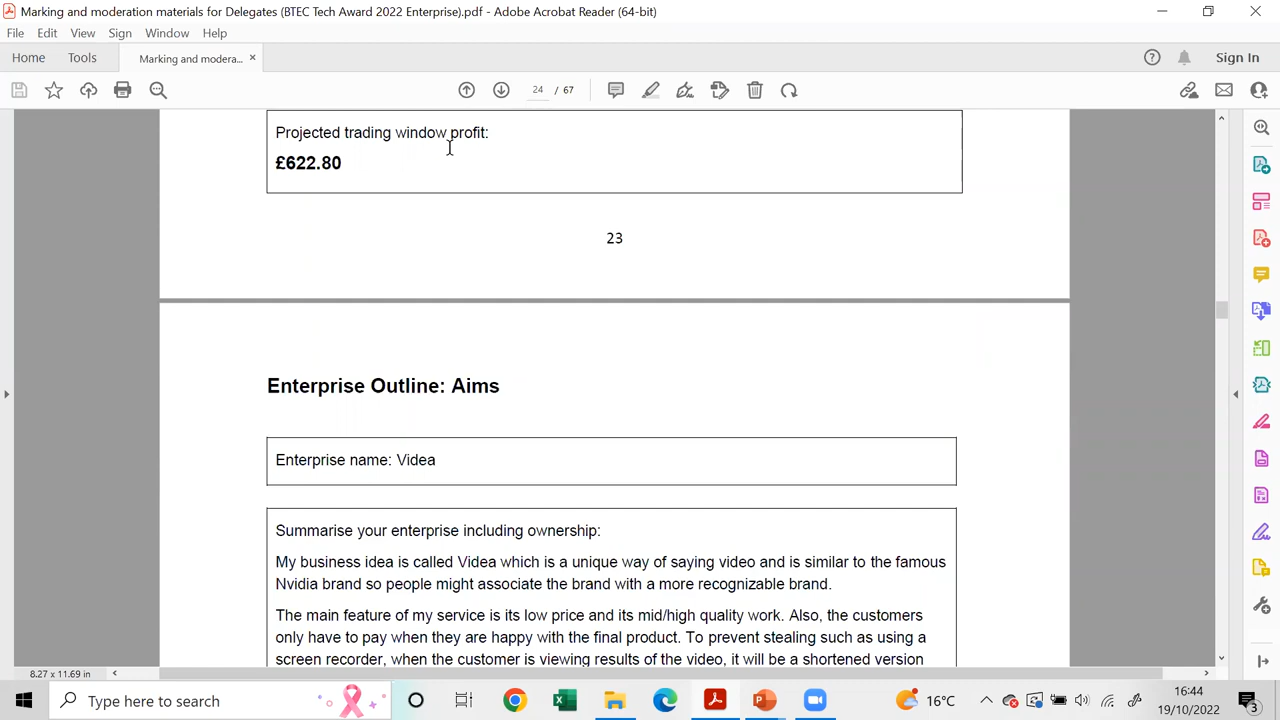 Marking and moderation materials for Delegates (BTEC Tech Award 2022 Enterprise).pdf - Adobe Acrobat Reader (64-bit)
File Edit View Sign Window Help
Home Tools Marking and modera... × Sign In
24 / 67
Projected trading window profit:
£622.80
23
Enterprise Outline: Aims
Enterprise name: Videa
Summarise your enterprise including ownership:
My business idea is called Videa which is a unique way of saying video and is similar to the famous
Nvidia brand so people might associate the brand with a more recognizable brand.
The main feature of my service is its low price and its mid/high quality work. Also, the customers
only have to pay when they are happy with the final product. To prevent stealing such as using a
screen recorder, when the customer is viewing results of the video, it will be a shortened version
8.27 x 11.69 in
Type here to search
16°C
16:44
19/10/2022
3